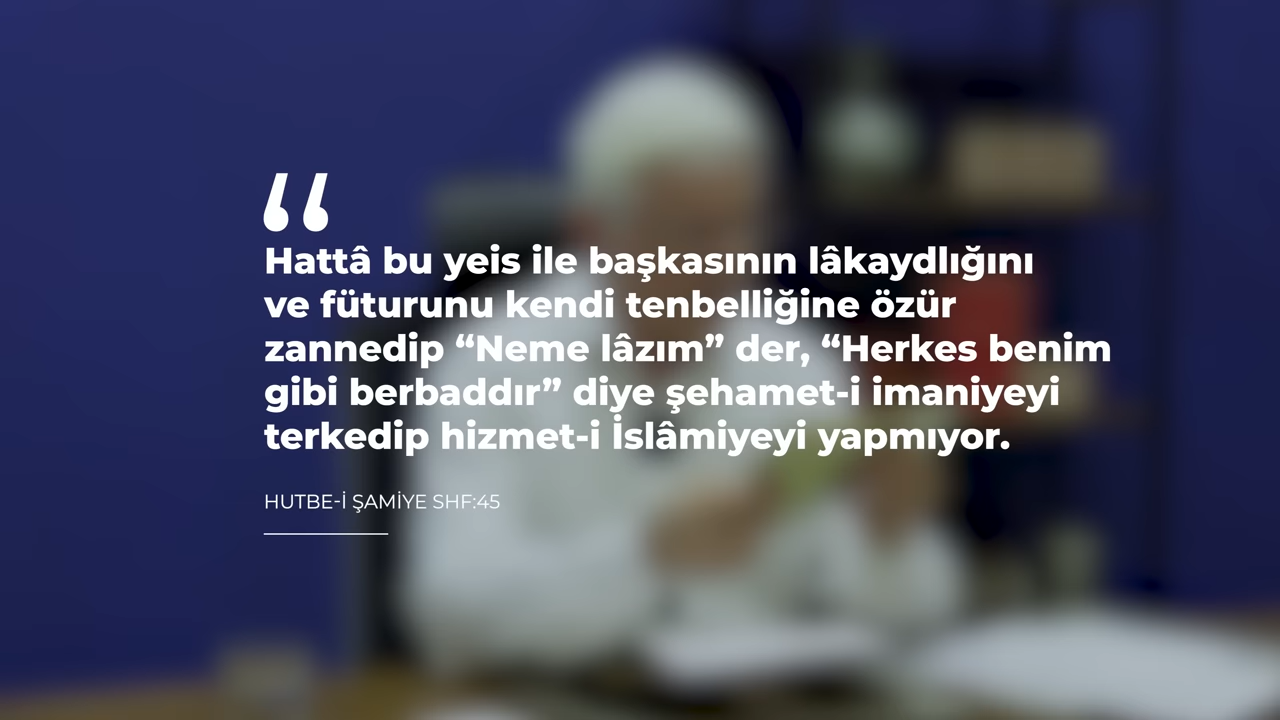 “
Hattâ bu yeis ile başkasının lâkaydlığını
ve füturunu kendi tenbelliğine özür
zannedip “Neme lâzım” der, “Herkes benim
gibi berbaddır” diye şehamet-i imaniyeyi
terkedip hizmet-i İslâmiyeyi yapmıyor.
HUTBE-İ ŞAMİYE SHF:45